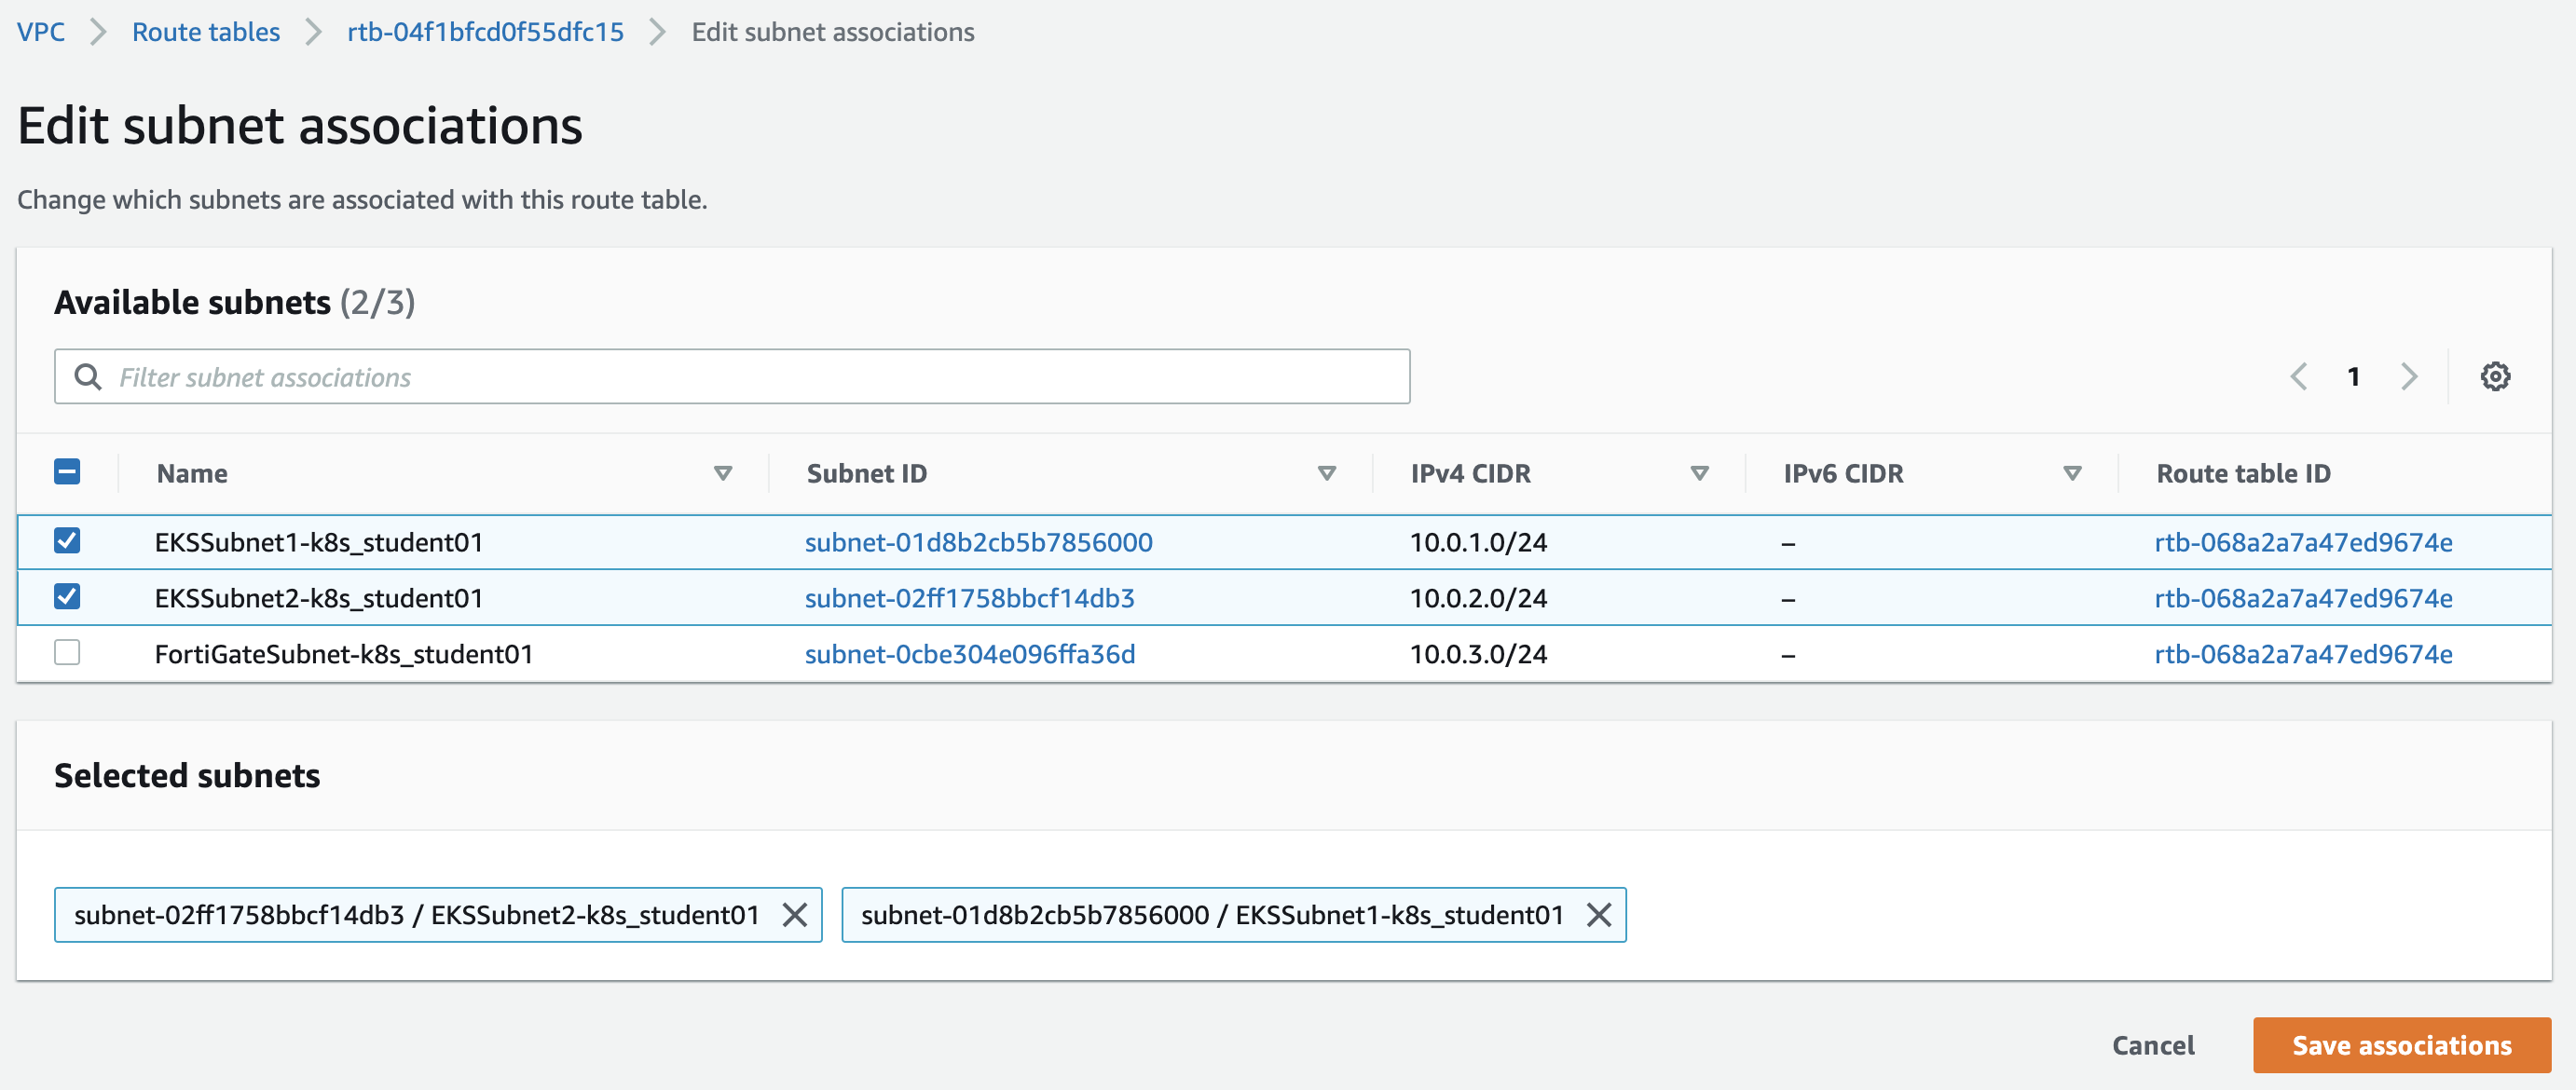 VPC > Route tables > rtb-04f1bfcd0f55dfc15 > Edit subnet associations
Edit subnet associations
Change which subnets are associated with this route table.
Available subnets (2/3)
Filter subnet associations
1
Name Subnet ID IPv4 CIDR IPv6 CIDR Route table ID
EKSSubnet1-k8s_student01 subnet-01d8b2cb5b7856000 10.0.1.0/24 – rtb-068a2a7a47ed9674e
EKSSubnet2-k8s_student01 subnet-02ff1758bbcf14db3 10.0.2.0/24 – rtb-068a2a7a47ed9674e
FortiGateSubnet-k8s_student01 subnet-0cbe304e096ffa36d 10.0.3.0/24 – rtb-068a2a7a47ed9674e
Selected subnets
subnet-02ff1758bbcf14db3 / EKSSubnet2-k8s_student01 subnet-01d8b2cb5b7856000 / EKSSubnet1-k8s_student01
Cancel Save associations